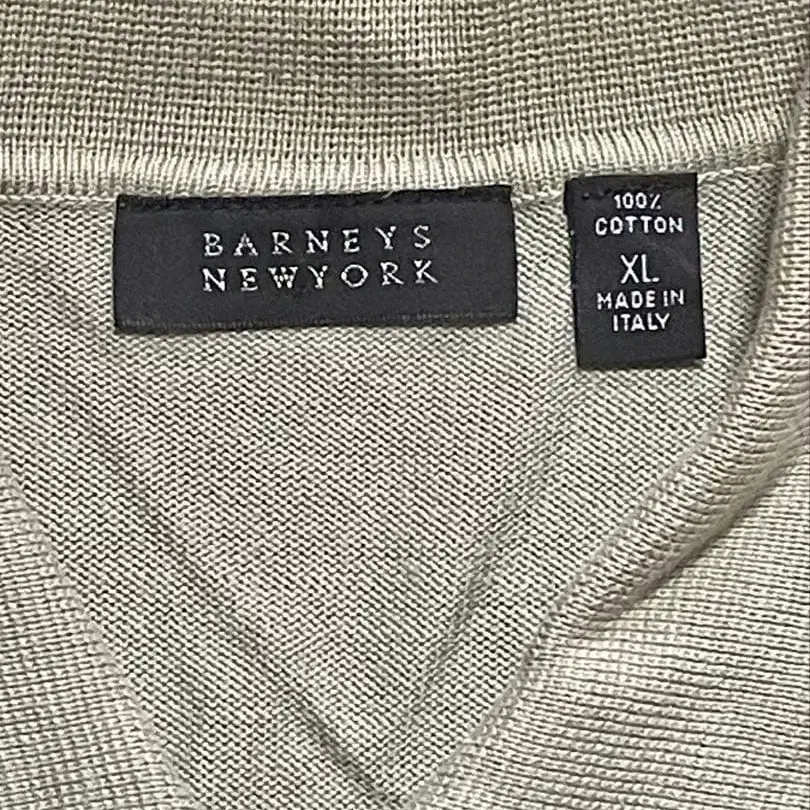 BARNEYS
NEWYORK
100%
COTTON
XL
MADE IN
ITALY